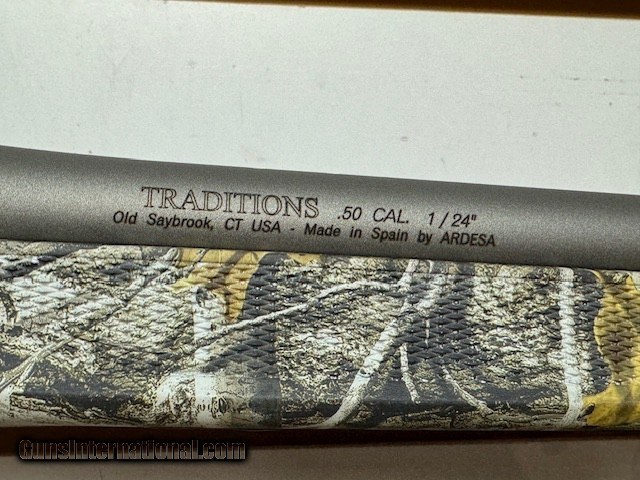 TRADITIONS .50 CAL. 1/24"
Old Saybrook, CT USA - Made in Spain by ARDESA
GunsInternational.com